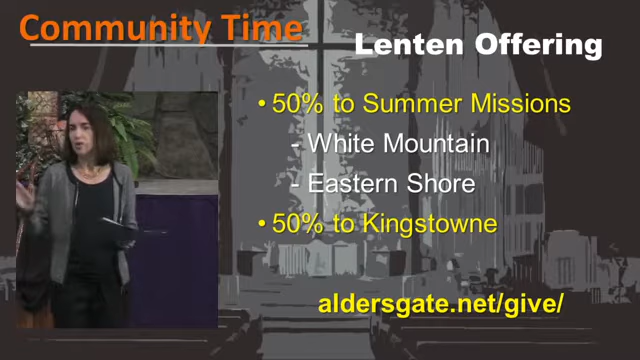 Community Time
Lenten Offering
• 50% to Summer Missions
- White Mountain
- Eastern Shore
• 50% to Kingstowne
aldersgate.net/give/